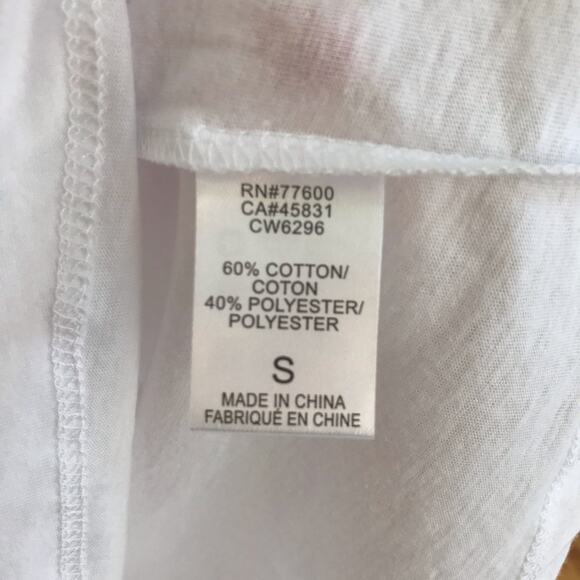 RN#77600
CA#45831
CW6296
60% COTTON/
COTON
40% POLYESTER/
POLYESTER
S
MADE IN CHINA
FABRIQUÉ EN CHINE